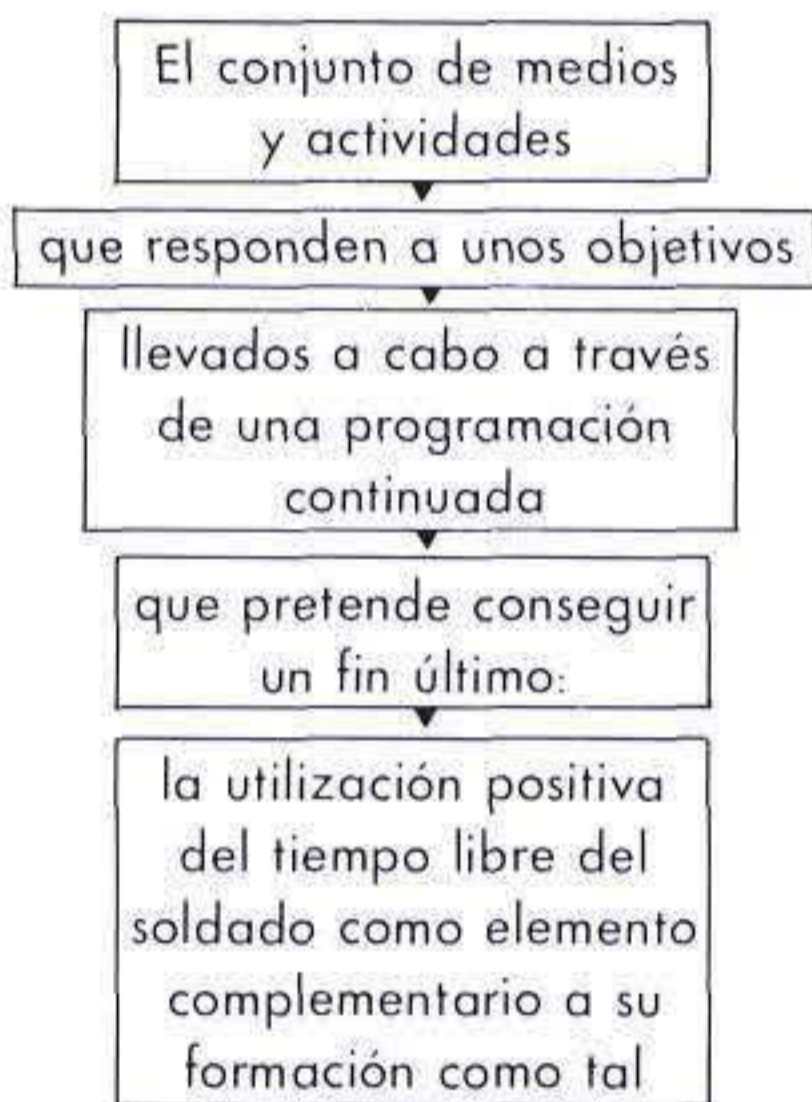 El conjunto de medios
y actividades
que responden a unos objetivos
llevados a cabo a través
de una programación
continuada
que pretende conseguir
un fin último:
la utilización positiva
del tiempo libre del
soldado como elemento
complementario a su
formación como tal